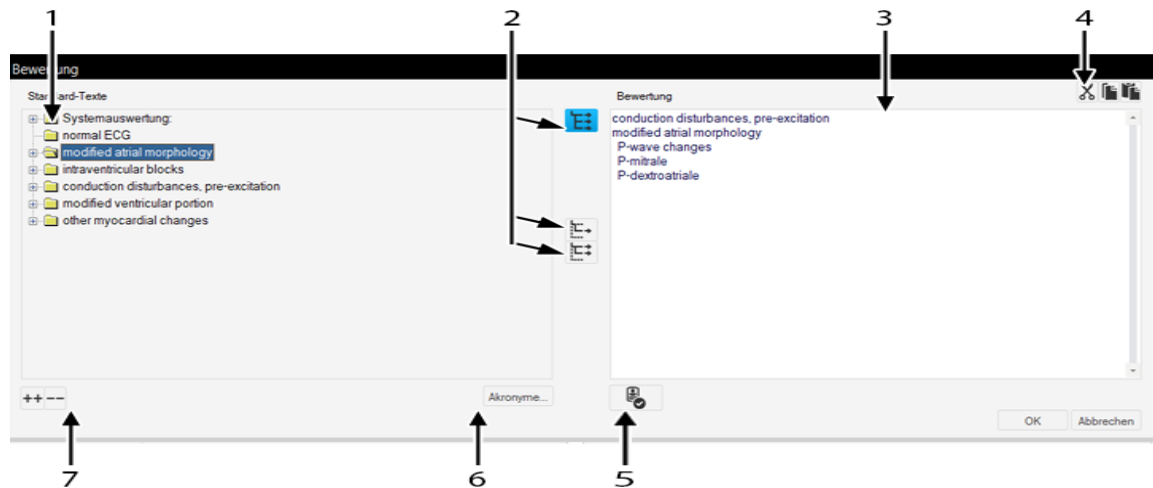 1 2 3 4
Bewertung
Standard-Texte
Systemauswertung:
normal ECG
modified atrial morphology
intraventricular blocks
conduction disturbances, pre-excitation
modified ventricular portion
other myocardial changes
++ --
Akronyme...
Bewertung
conduction disturbances, pre-excitation
modified atrial morphology
P-wave changes
P-mitrale
P-dextroatriale
OK Abbrechen
7 6 5